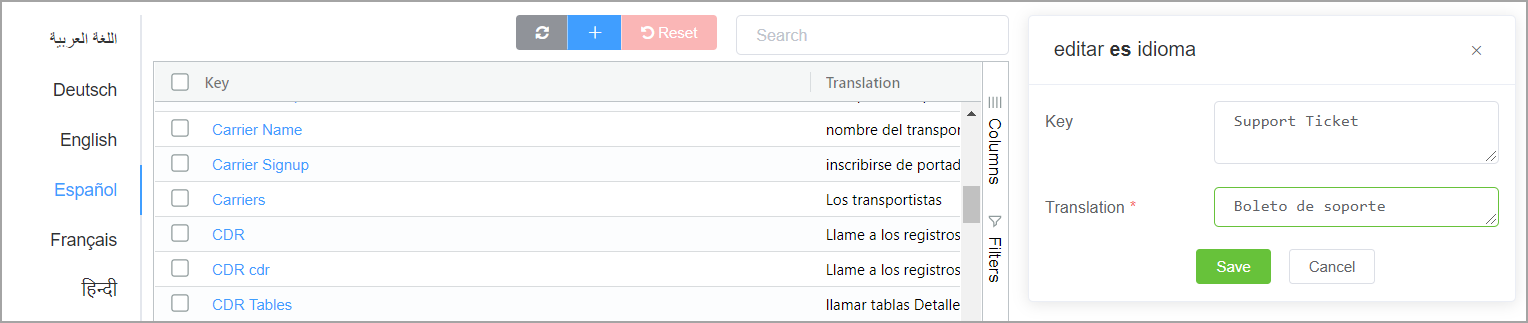 اللغة العربية
Deutsch
English
Español
Français
हिन्दी
Reset
Search
Key Translation
Carrier Name nombre del transpor
Carrier Signup inscribirse de portad
Carriers Los transportistas
CDR Llame a los registros
CDR cdr Llame a los registros
CDR Tables llamar tablas Detalle
Columns
Filters
editar es idioma
Key Support Ticket
Translation * Boleto de soporte
Save Cancel